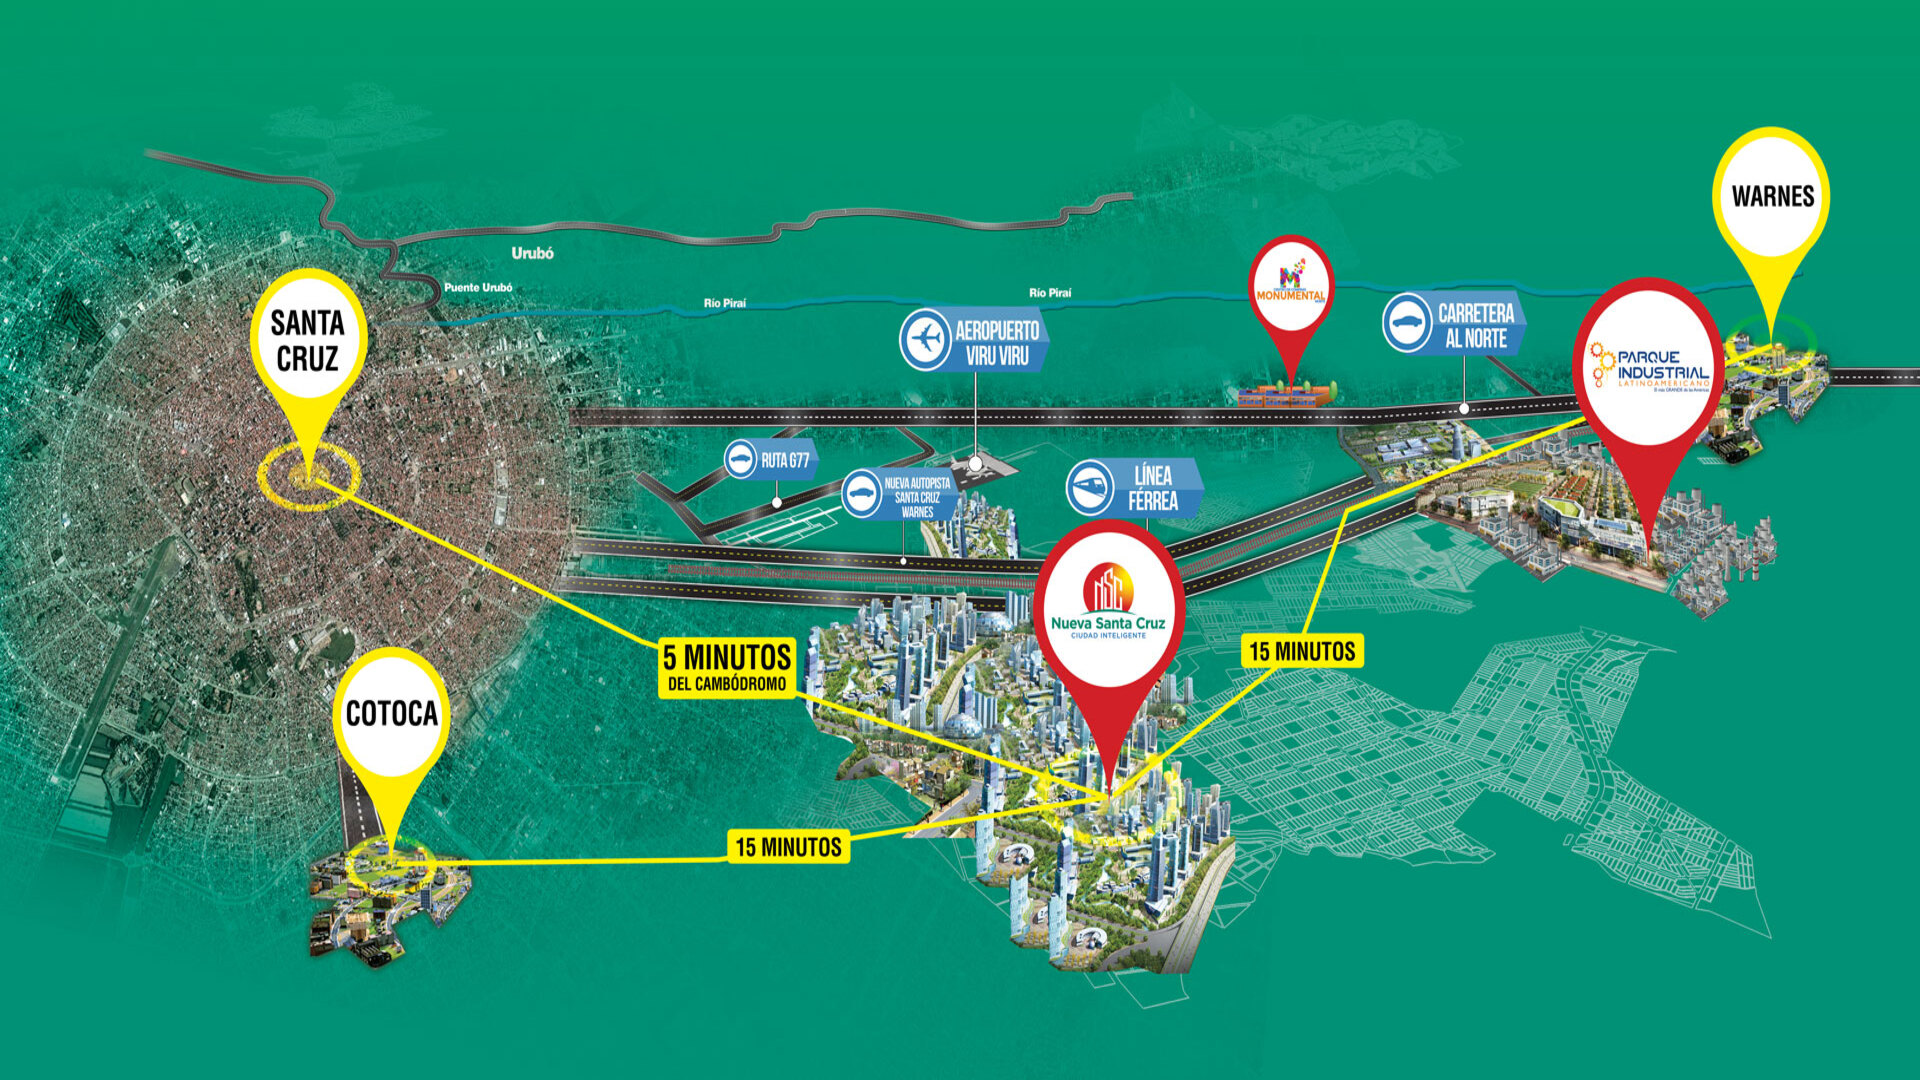 WARNES
Urubó
Puente Urubó
Río Piraí
Río Piraí
MONUMENTAL
SANTA
CRUZ
AEROPUERTO
VIRU VIRU
CARRETERA
AL NORTE
PARQUE
INDUSTRIAL
LATINOAMERICANO
RUTA G77
NUEVA AUTOPISTA
SANTA CRUZ
WARNES
LÍNEA
FÉRREA
NSC
Nueva Santa Cruz
CIUDAD INTELIGENTE
5 MINUTOS
DEL CAMBÓDROMO
15 MINUTOS
COTOCA
15 MINUTOS